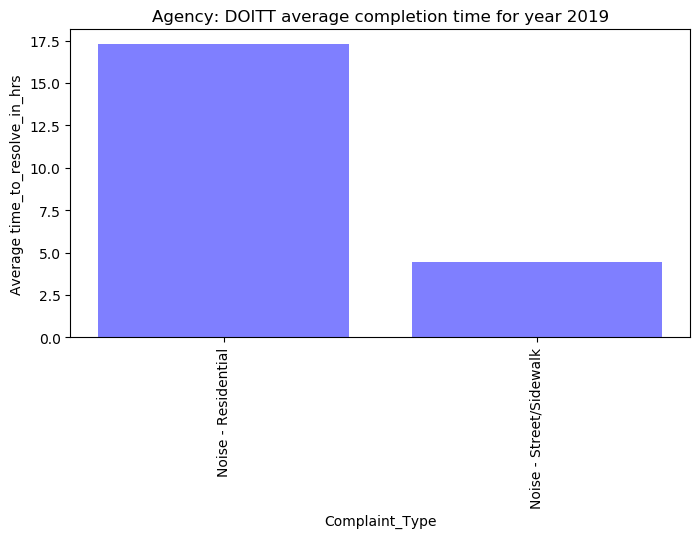 Agency: DOITT average completion time for year 2019
17.5
15.0
12.5
10.0
7.5
5.0
2.5
0.0
Average time_to_resolve_in_hrs
Noise - Residential
Noise - Street/Sidewalk
Complaint_Type